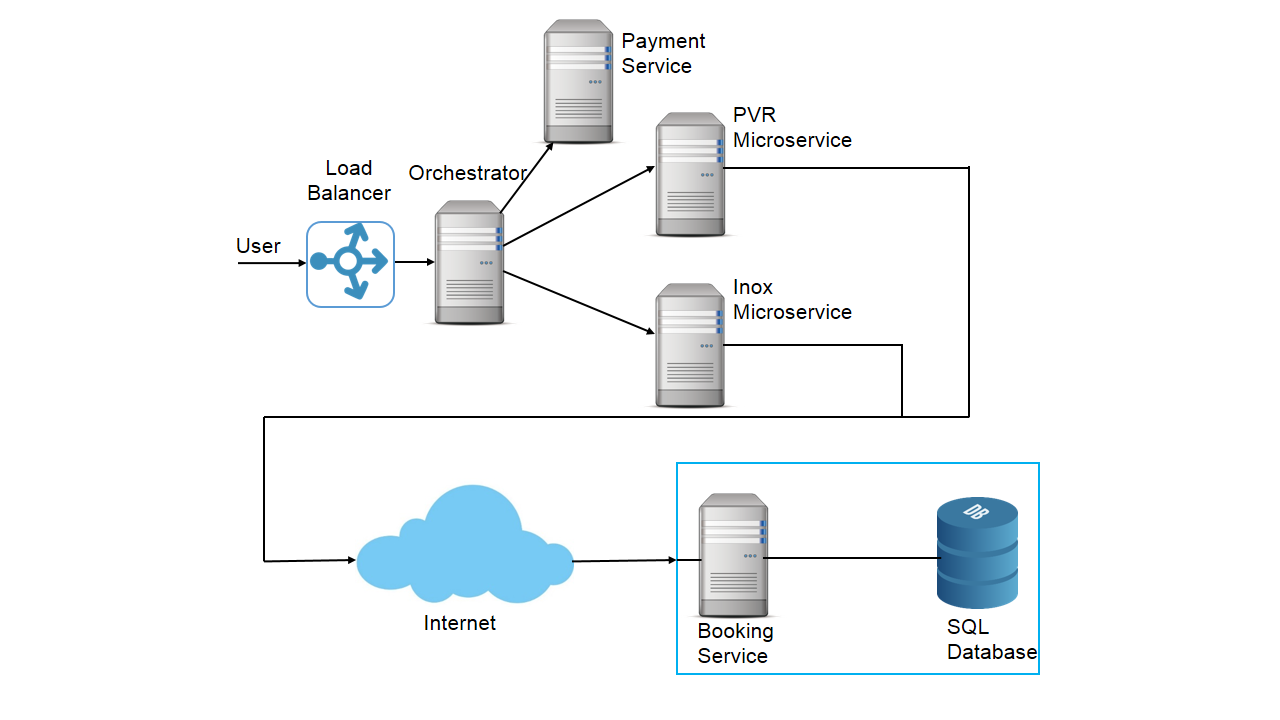 Payment
Service
PVR
Microservice
Load
Balancer
Orchestrator
User
Inox
Microservice
Internet
DB
Booking
Service
SQL
Database